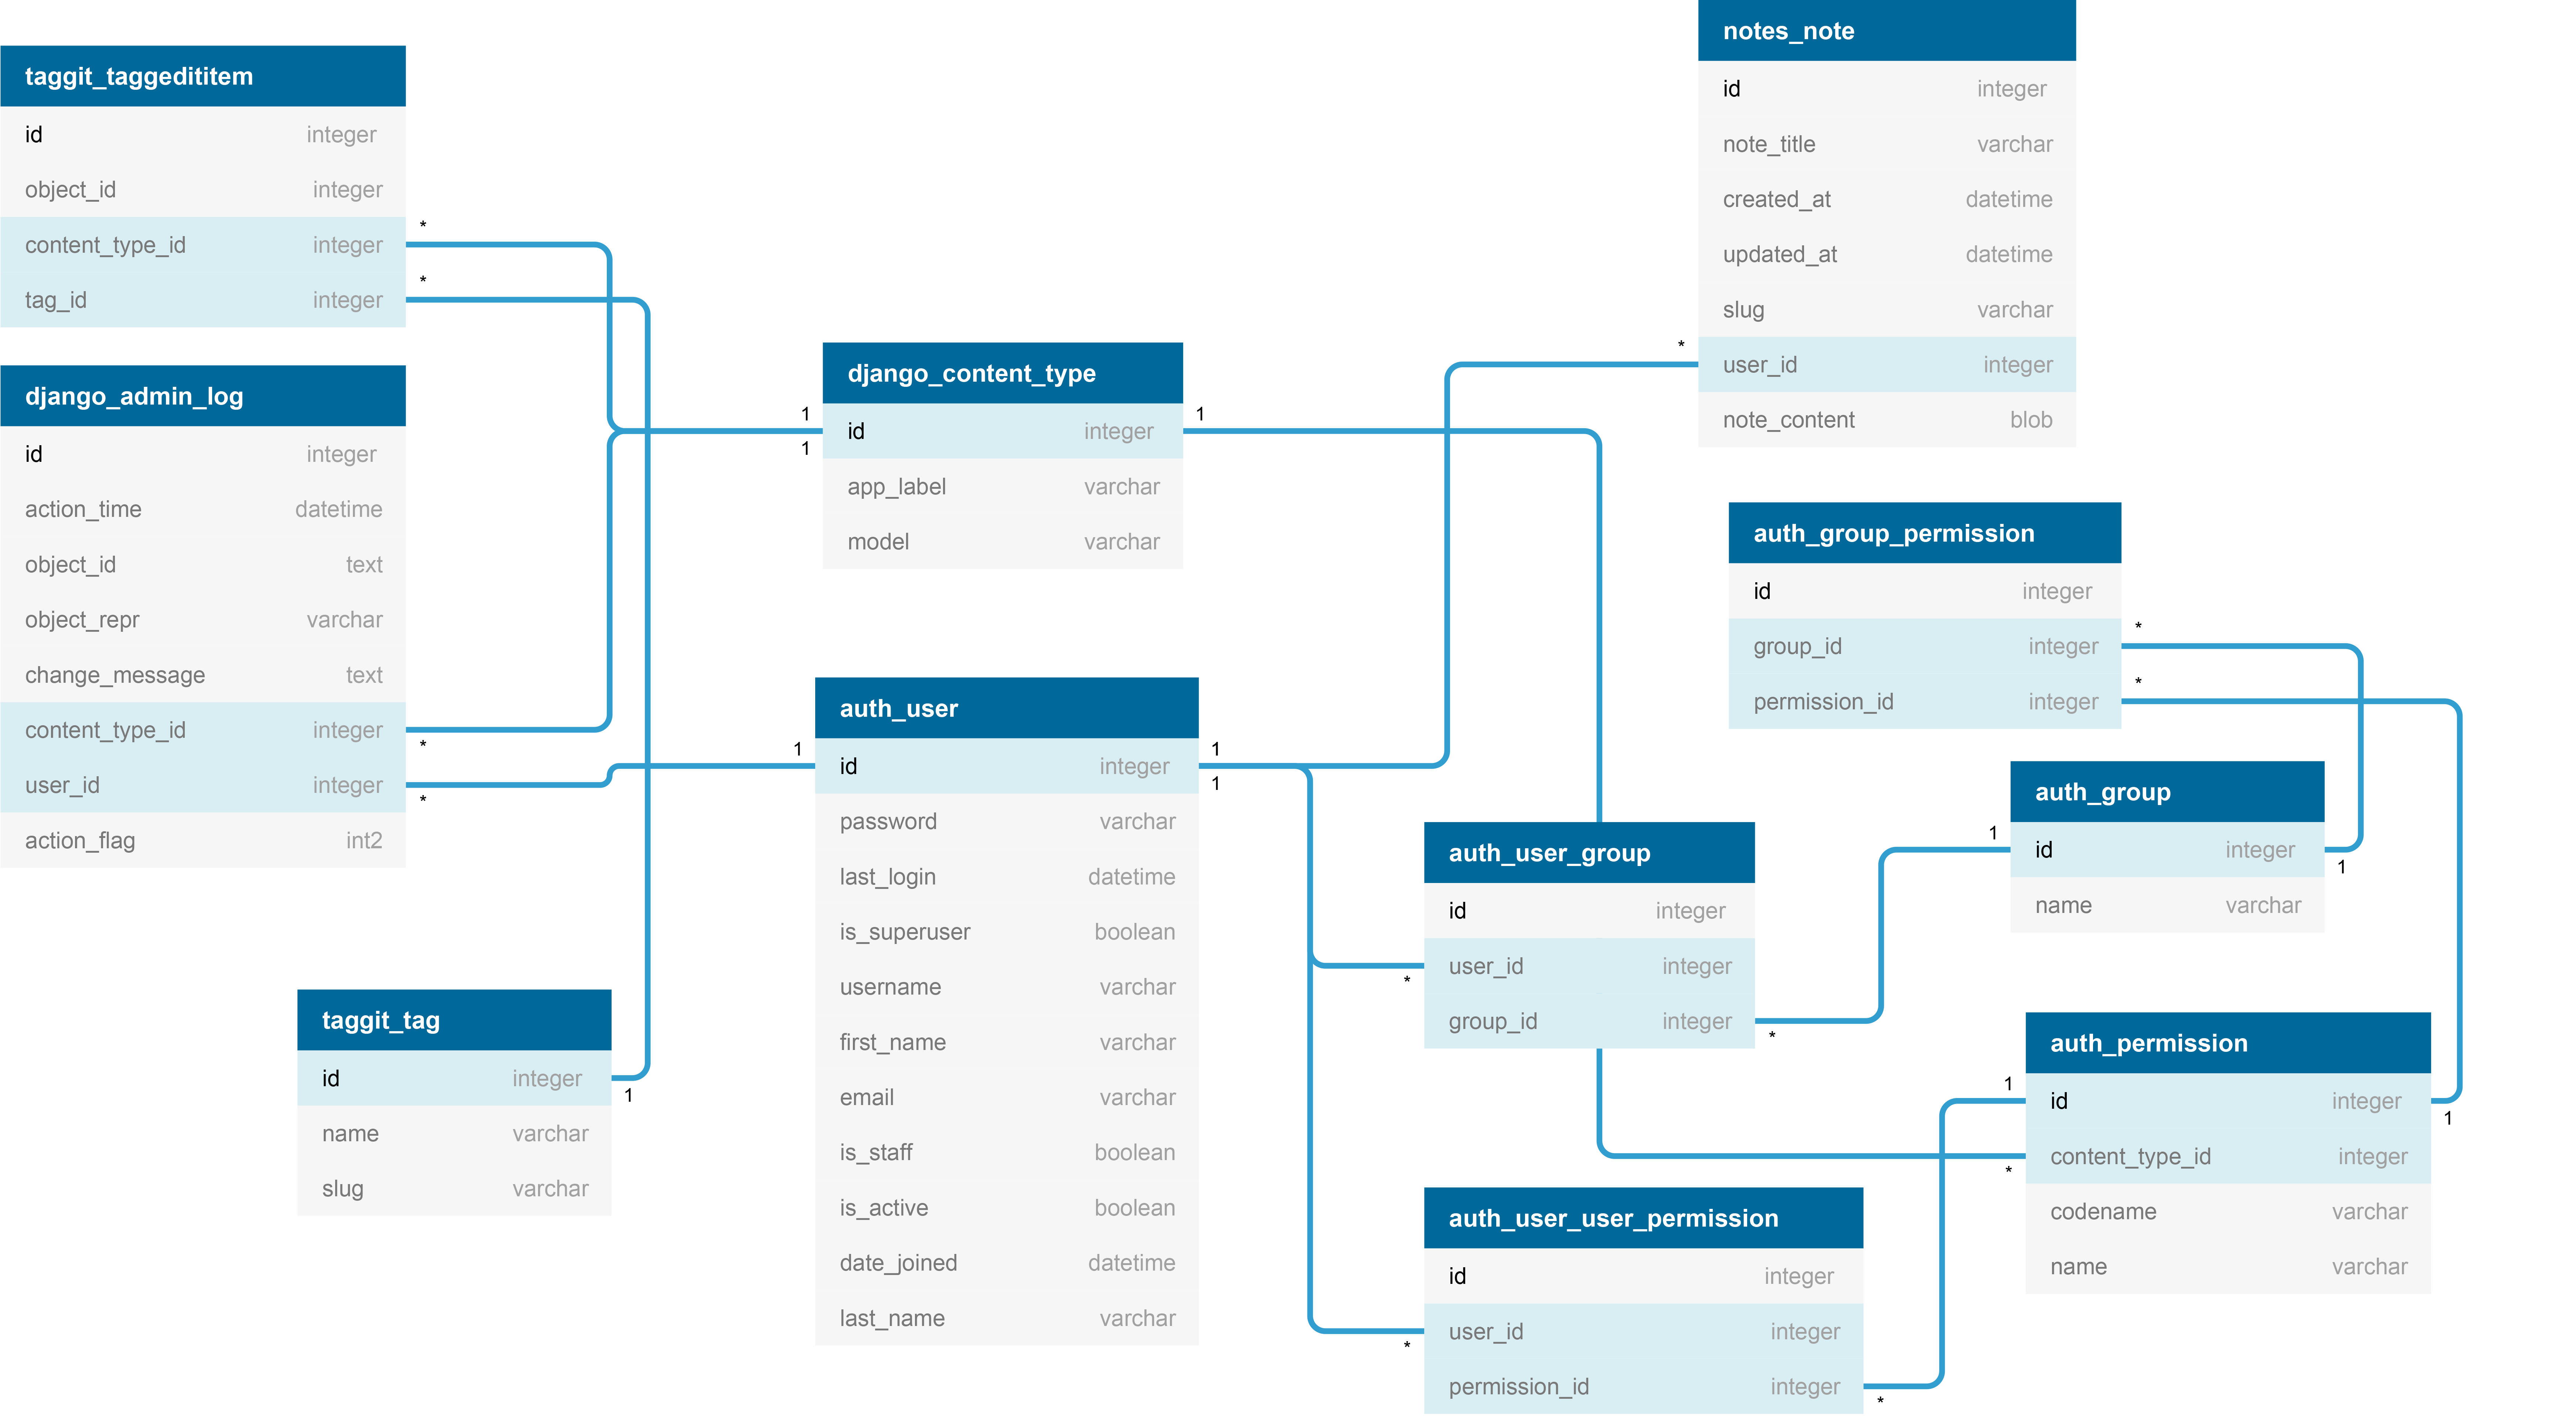 taggit_taggedititem
id integer
object_id integer
content_type_id integer *
tag_id integer *
django_admin_log
id integer
action_time datetime
object_id text
object_repr varchar
change_message text
content_type_id integer *
user_id integer *
action_flag int2
taggit_tag
id integer 1
name varchar
slug varchar
django_content_type
1 id integer 1
1
app_label varchar
model varchar
auth_user
1 id integer 1
1
password varchar
last_login datetime
is_superuser boolean
username varchar
first_name varchar
email varchar
is_staff boolean
is_active boolean
date_joined datetime
last_name varchar
notes_note
id integer
note_title varchar
created_at datetime
updated_at datetime
slug varchar
* user_id integer
note_content blob
auth_group_permission
id integer
group_id integer *
permission_id integer *
auth_group
1 id integer 1
name varchar
auth_user_group
id integer
* user_id integer
group_id integer *
auth_permission
1 id integer 1
* content_type_id integer
codename varchar
name varchar
auth_user_user_permission
id integer
* user_id integer
permission_id integer *